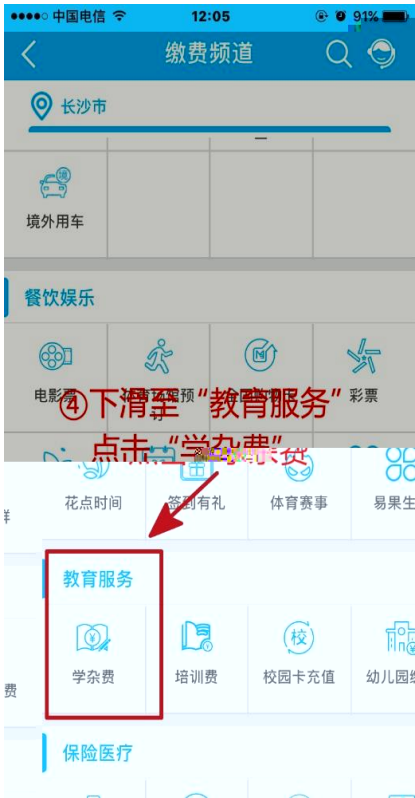 中国电信 12:05 91%
缴费频道
长沙市
境外用车
餐饮娱乐
彩票
④下滑至“教育服务”
点击“学杂费”
花点时间 签到有礼 体育赛事 易果生
群
教育服务
学杂费 培训费 校园卡充值 幼儿园缴
费
保险医疗